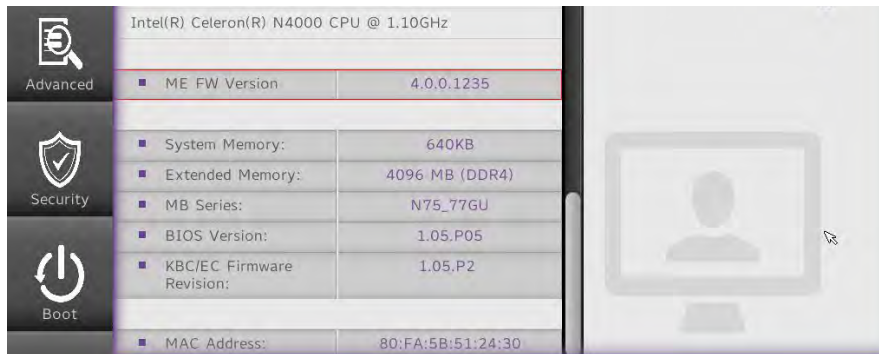 Intel(R) Celeron(R) N4000 CPU @ 1.10GHz
Advanced
ME FW Version 4.0.0.1235
System Memory: 640KB
Extended Memory: 4096 MB (DDR4)
Security
MB Series: N75_77GU
BIOS Version: 1.05.P05
KBC/EC Firmware 1.05.P2
Revision:
Boot
MAC Address: 80:FA:5B:51:24:30